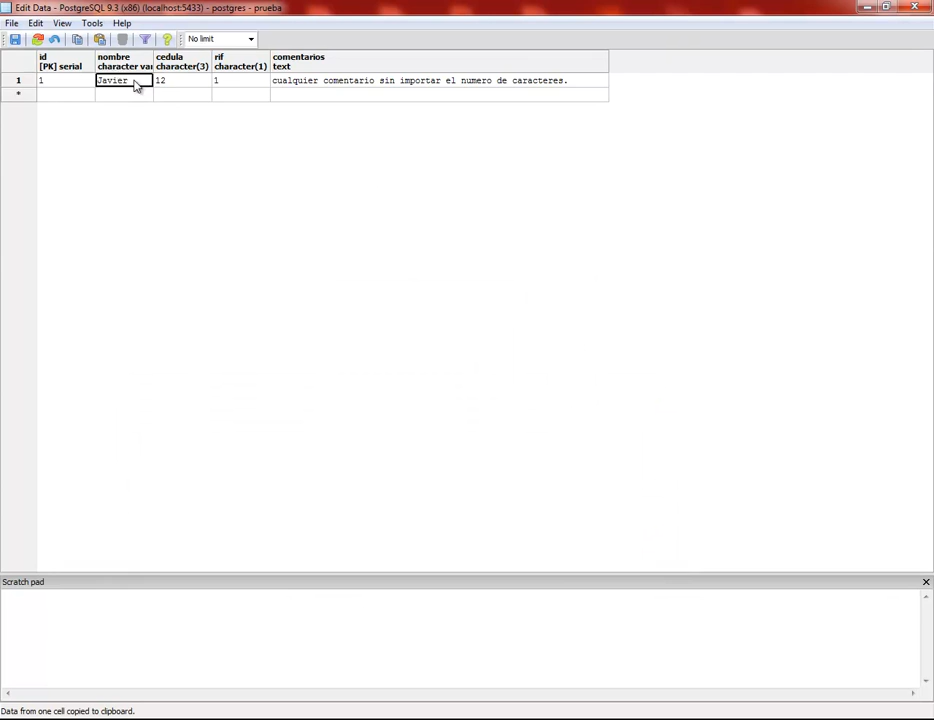 Edit Data - PostgreSQL 9.3 (x86) (localhost:5433) - postgres - prueba
File Edit View Tools Help
No limit
id nombre cedula rif comentarios
[PK] serial character var character(3) character(1) text
1 1 Javier 12 1 cualquier comentario sin importar el numero de caracteres.
*
Scratch pad
Data from one cell copied to clipboard.